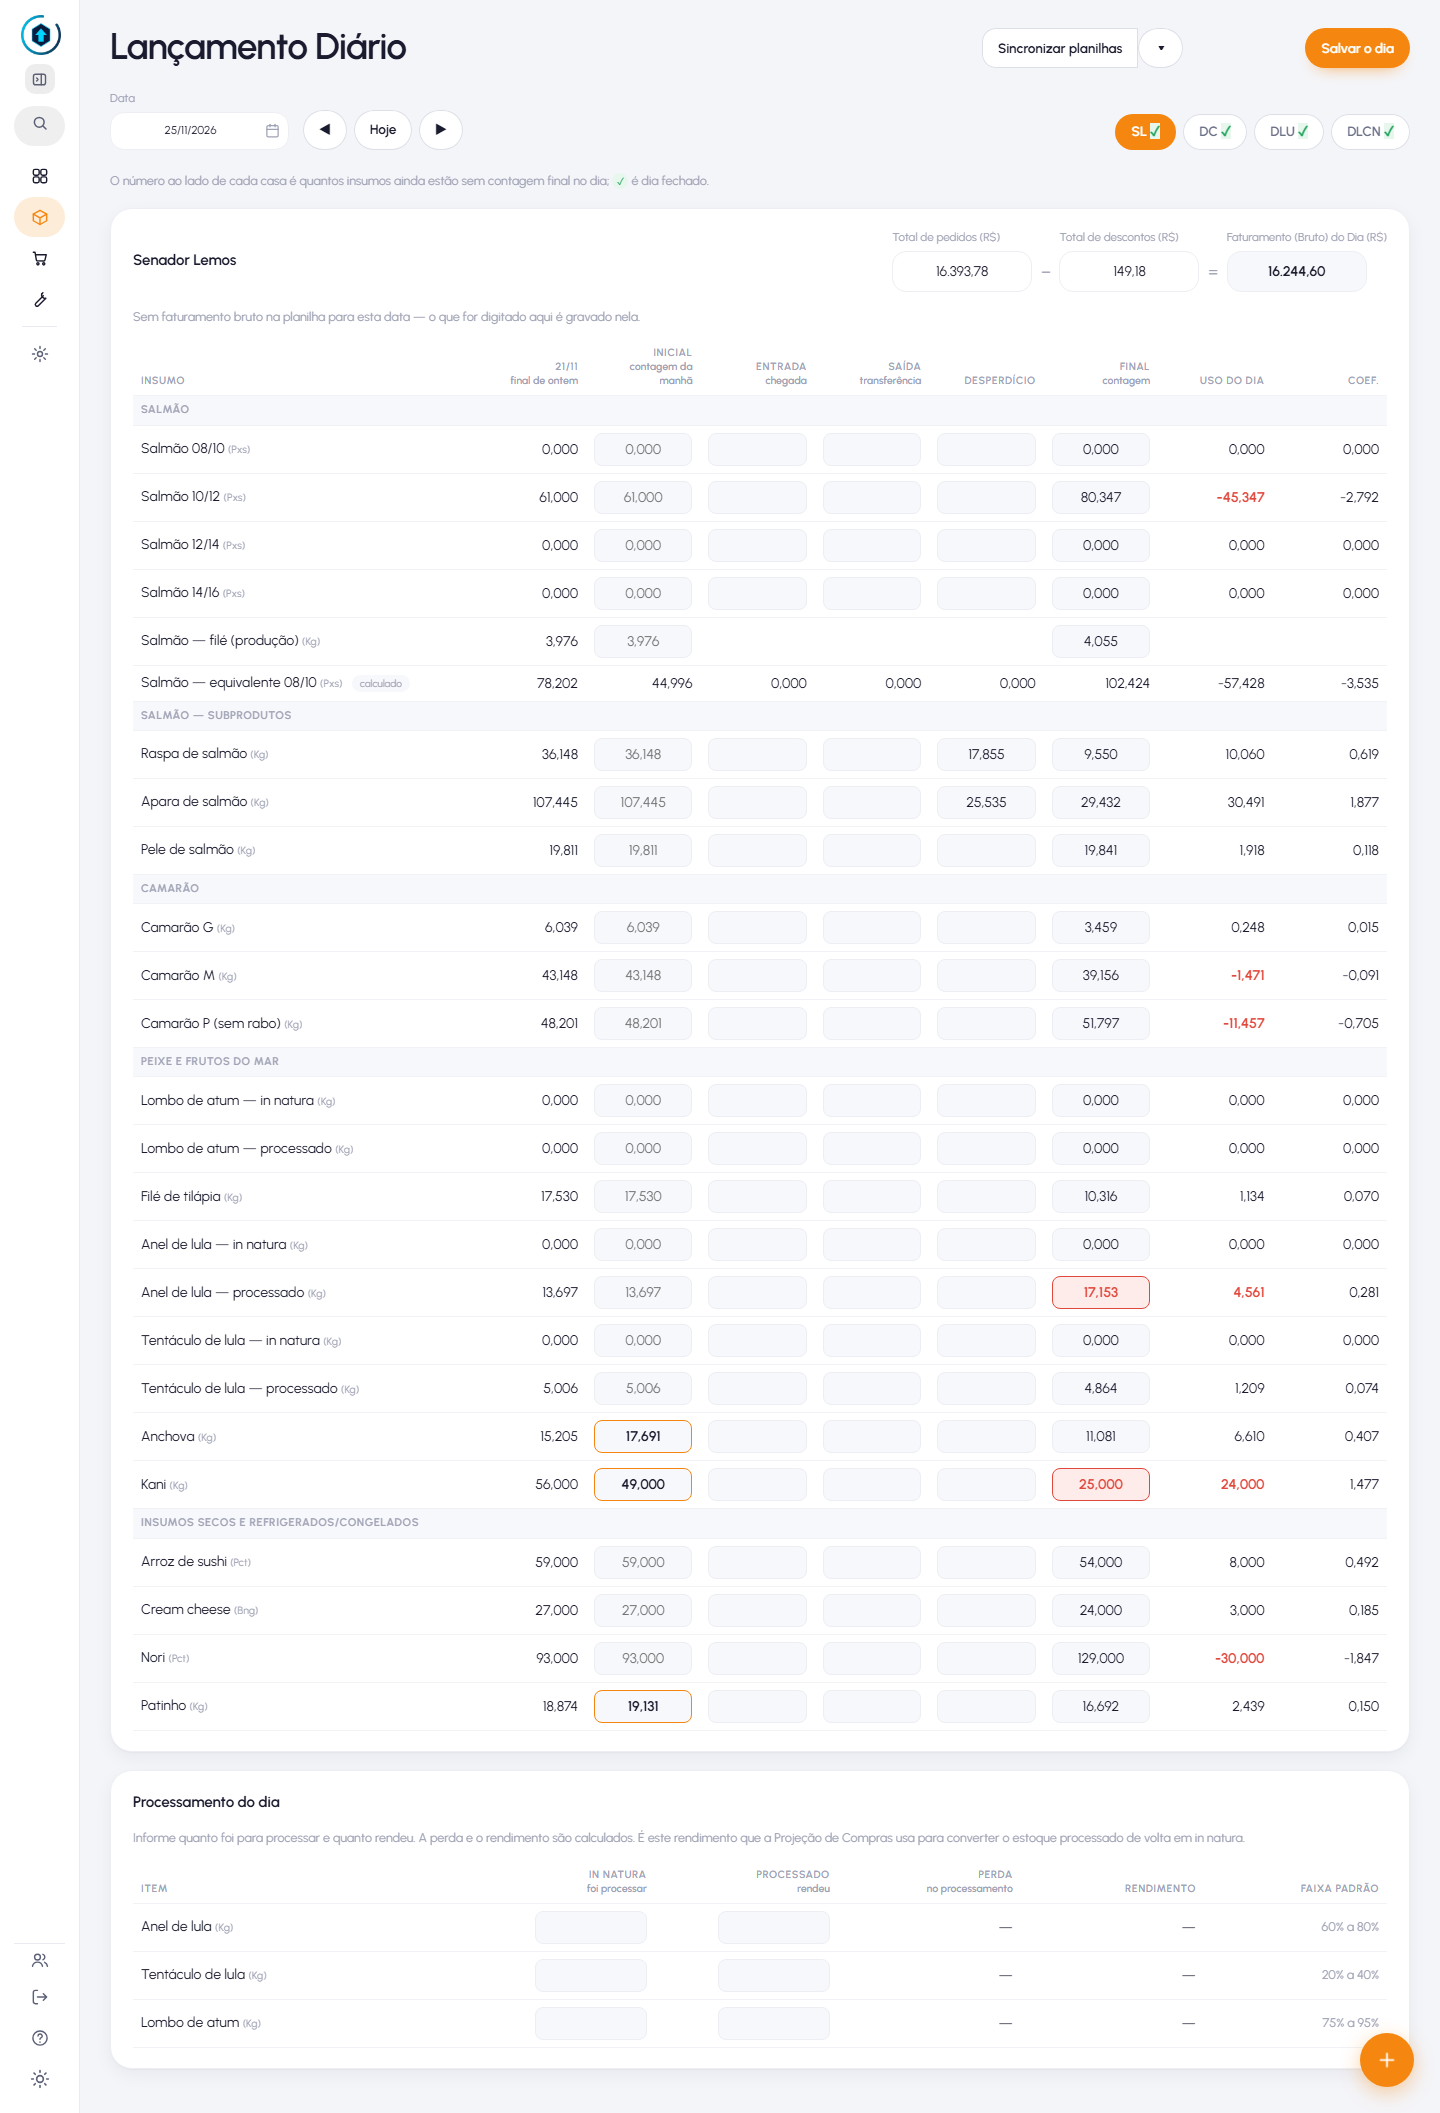 Lançamento Diário
Sincronizar planilhas ▾
Salvar o dia
Data
25/11/2026
◀ Hoje ▶
SL ✓ DC ✓ DLU ✓ DLCN ✓
O número ao lado de cada casa é quantos insumos ainda estão sem contagem final no dia; ✓ é dia fechado.
Senador Lemos
Total de pedidos (R$) Total de descontos (R$) Faturamento (Bruto) do Dia (R$)
16.393,78 – 149,18 = 16.244,60
Sem faturamento bruto na planilha para esta data — o que for digitado aqui é gravado nela.
INSUMO 21/11 final de ontem INICIAL contagem da manhã ENTRADA chegada SAÍDA transferência DESPERDÍCIO FINAL contagem USO DO DIA COEF.
SALMÃO
Salmão 08/10 (Pxs) 0,000 0,000 0,000 0,000 0,000
Salmão 10/12 (Pxs) 61,000 61,000 80,347 -45,347 -2,792
Salmão 12/14 (Pxs) 0,000 0,000 0,000 0,000 0,000
Salmão 14/16 (Pxs) 0,000 0,000 0,000 0,000 0,000
Salmão — filé (produção) (Kg) 3,976 3,976 4,055
Salmão — equivalente 08/10 (Pxs) calculado 78,202 44,996 0,000 0,000 0,000 102,424 -57,428 -3,535
SALMÃO — SUBPRODUTOS
Raspa de salmão (Kg) 36,148 36,148 17,855 9,550 10,060 0,619
Apara de salmão (Kg) 107,445 107,445 25,535 29,432 30,491 1,877
Pele de salmão (Kg) 19,811 19,811 19,841 1,918 0,118
CAMARÃO
Camarão G (Kg) 6,039 6,039 3,459 0,248 0,015
Camarão M (Kg) 43,148 43,148 39,156 -1,471 -0,091
Camarão P (sem rabo) (Kg) 48,201 48,201 51,797 -11,457 -0,705
PEIXE E FRUTOS DO MAR
Lombo de atum — in natura (Kg) 0,000 0,000 0,000 0,000 0,000
Lombo de atum — processado (Kg) 0,000 0,000 0,000 0,000 0,000
Filé de tilápia (Kg) 17,530 17,530 10,316 1,134 0,070
Anel de lula — in natura (Kg) 0,000 0,000 0,000 0,000 0,000
Anel de lula — processado (Kg) 13,697 13,697 17,153 4,561 0,281
Tentáculo de lula — in natura (Kg) 0,000 0,000 0,000 0,000 0,000
Tentáculo de lula — processado (Kg) 5,006 5,006 4,864 1,209 0,074
Anchova (Kg) 15,205 17,691 11,081 6,610 0,407
Kani (Kg) 56,000 49,000 25,000 24,000 1,477
INSUMOS SECOS E REFRIGERADOS/CONGELADOS
Arroz de sushi (Pct) 59,000 59,000 54,000 8,000 0,492
Cream cheese (Bng) 27,000 27,000 24,000 3,000 0,185
Nori (Pct) 93,000 93,000 129,000 -30,000 -1,847
Patinho (Kg) 18,874 19,131 16,692 2,439 0,150
Processamento do dia
Informe quanto foi para processar e quanto rendeu. A perda e o rendimento são calculados. É este rendimento que a Projeção de Compras usa para converter o estoque processado de volta em in natura.
ITEM IN NATURA foi processar PROCESSADO rendeu PERDA no processamento RENDIMENTO FAIXA PADRÃO
Anel de lula (Kg) — — 60% a 80%
Tentáculo de lula (Kg) — — 20% a 40%
Lombo de atum (Kg) — — 75% a 95%
+